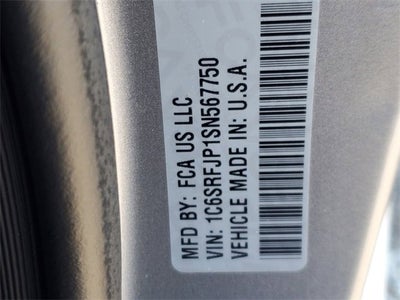 MFD BY: FCA US LLC
VIN: 1C6SRFJP1SN567750
VEHICLE MADE IN U.S.A.